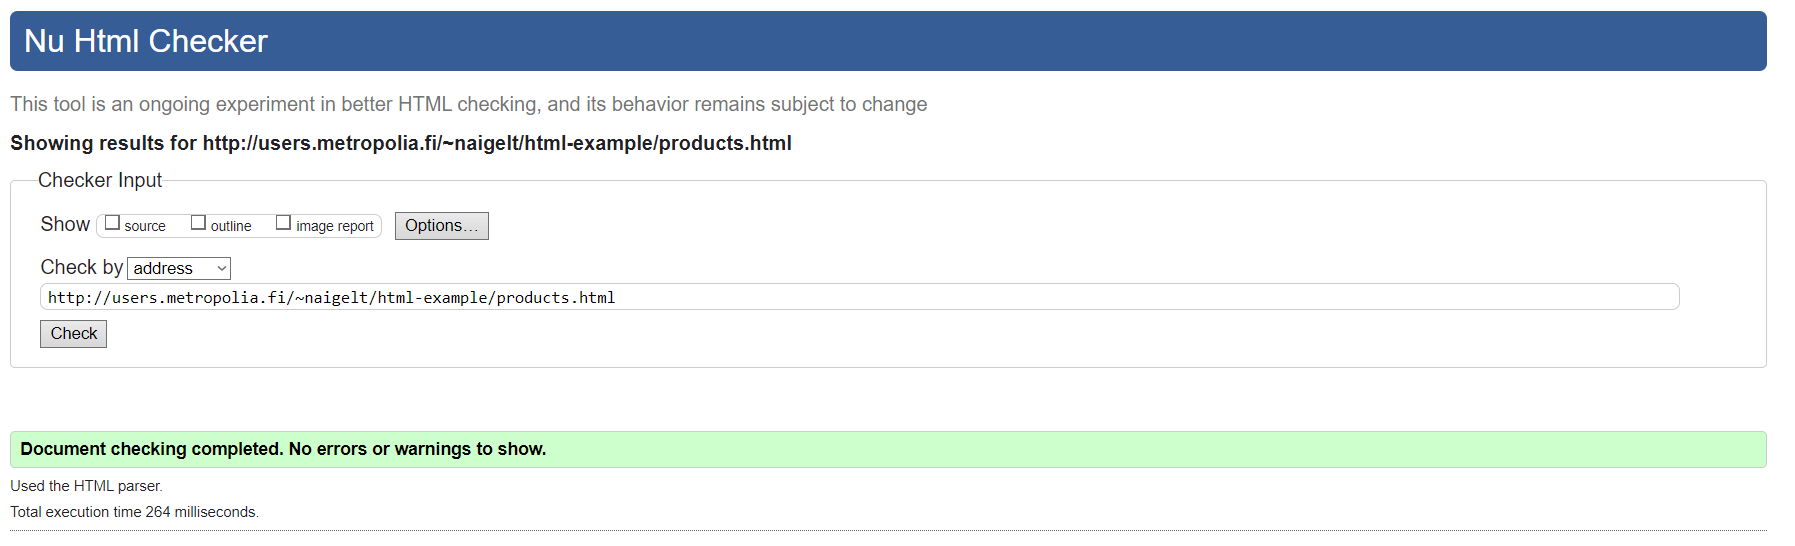 Nu Html Checker
This tool is an ongoing experiment in better HTML checking, and its behavior remains subject to change
Showing results for http://users.metropolia.fi/~naigelt/html-example/products.html
Checker Input
Show source outline image report Options…
Check by address
http://users.metropolia.fi/~naigelt/html-example/products.html
Check
Document checking completed. No errors or warnings to show.
Used the HTML parser.
Total execution time 264 milliseconds.